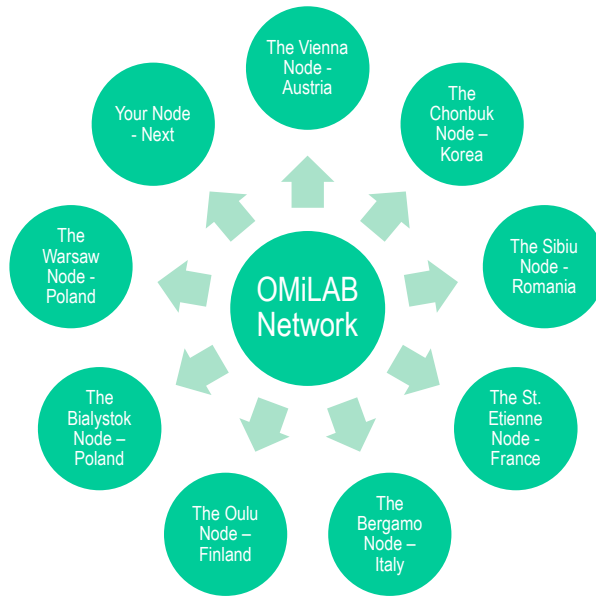 The Vienna
Node -
Austria
The
Chonbuk
Node –
Korea
The Sibiu
Node -
Romania
The St.
Etienne
Node -
France
The
Bergamo
Node –
Italy
The Oulu
Node –
Finland
The
Bialystok
Node –
Poland
The
Warsaw
Node -
Poland
Your Node
- Next
OMiLAB
Network